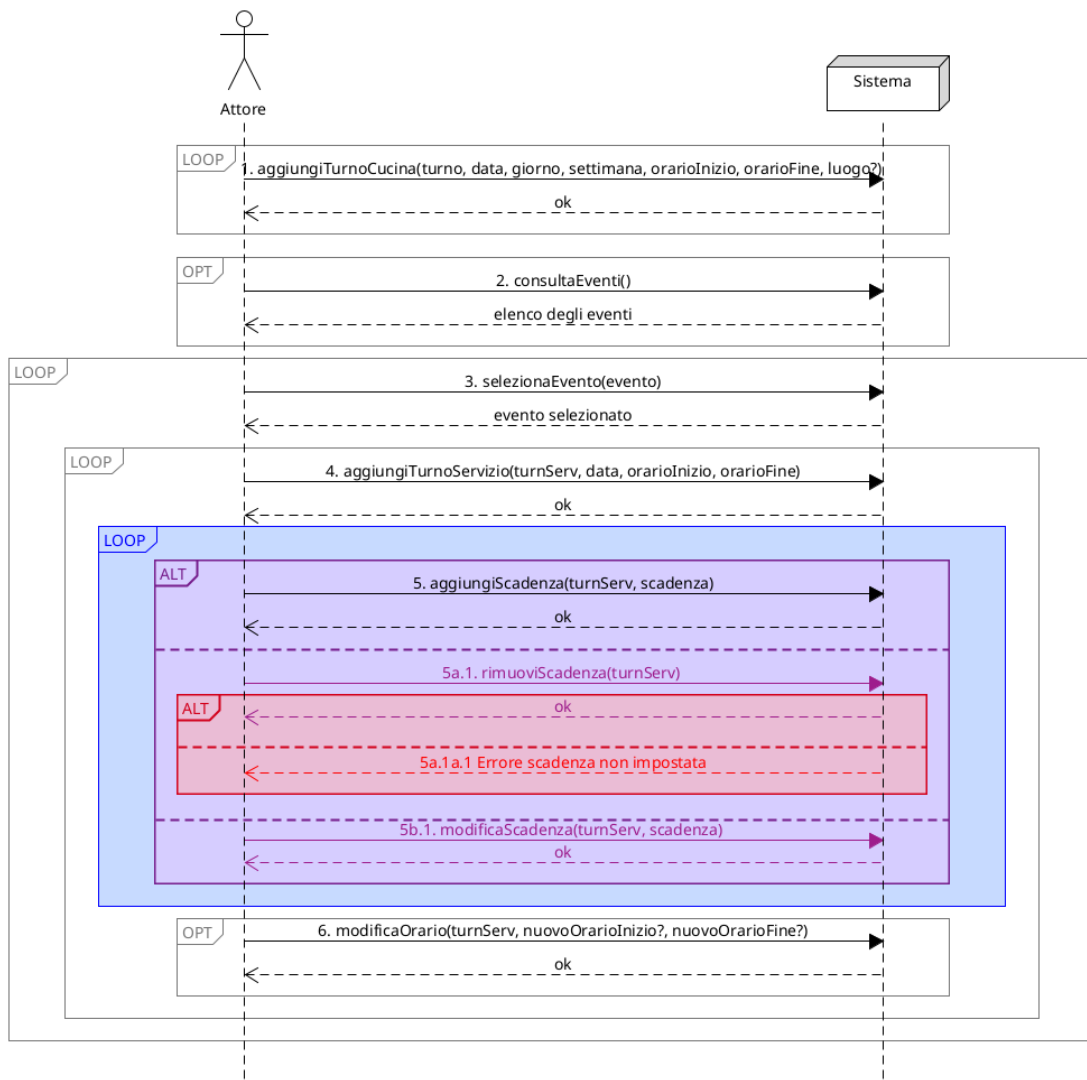 Attore
Sistema
LOOP
1. aggiungiTurnoCucina(turno, data, giorno, settimana, orarioInizio, orarioFine, luogo?)
ok
OPT
2. consultaEventi()
elenco degli eventi
LOOP
3. selezionaEvento(evento)
evento selezionato
LOOP
4. aggiungiTurnoServizio(turnServ, data, orarioInizio, orarioFine)
ok
LOOP
ALT
5. aggiungiScadenza(turnServ, scadenza)
ok
5a.1. rimuoviScadenza(turnServ)
ALT
ok
5a.1a.1 Errore scadenza non impostata
5b.1. modificaScadenza(turnServ, scadenza)
ok
OPT
6. modificaOrario(turnServ, nuovoOrarioInizio?, nuovoOrarioFine?)
ok